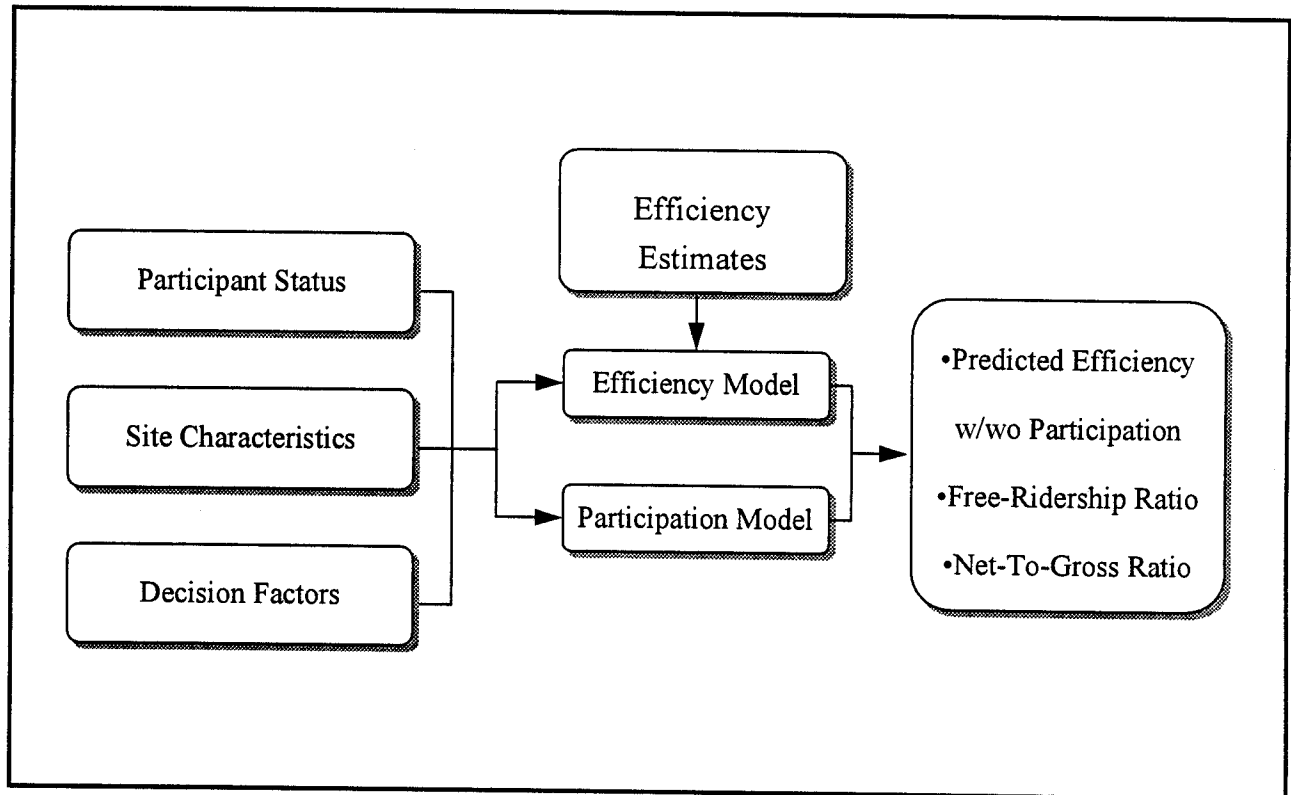 Participant Status
Site Characteristics
Decision Factors
Efficiency
Estimates
Efficiency Model
Participation Model
•Predicted Efficiency
w/wo Participation
•Free-Ridership Ratio
•Net-To-Gross Ratio